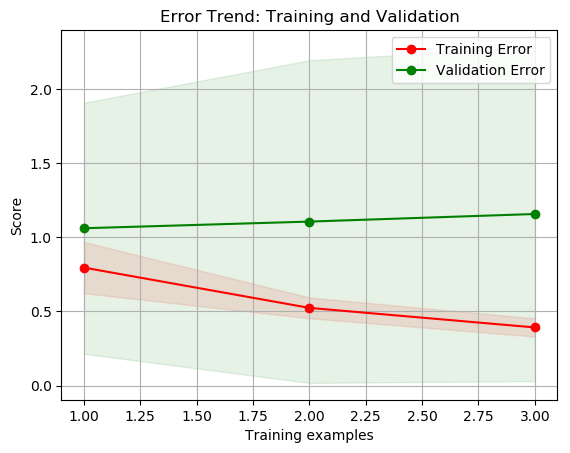 Error Trend: Training and Validation
Training Error
Validation Error
2.0
1.5
1.0
0.5
0.0
Score
1.00 1.25 1.50 1.75 2.00 2.25 2.50 2.75 3.00
Training examples